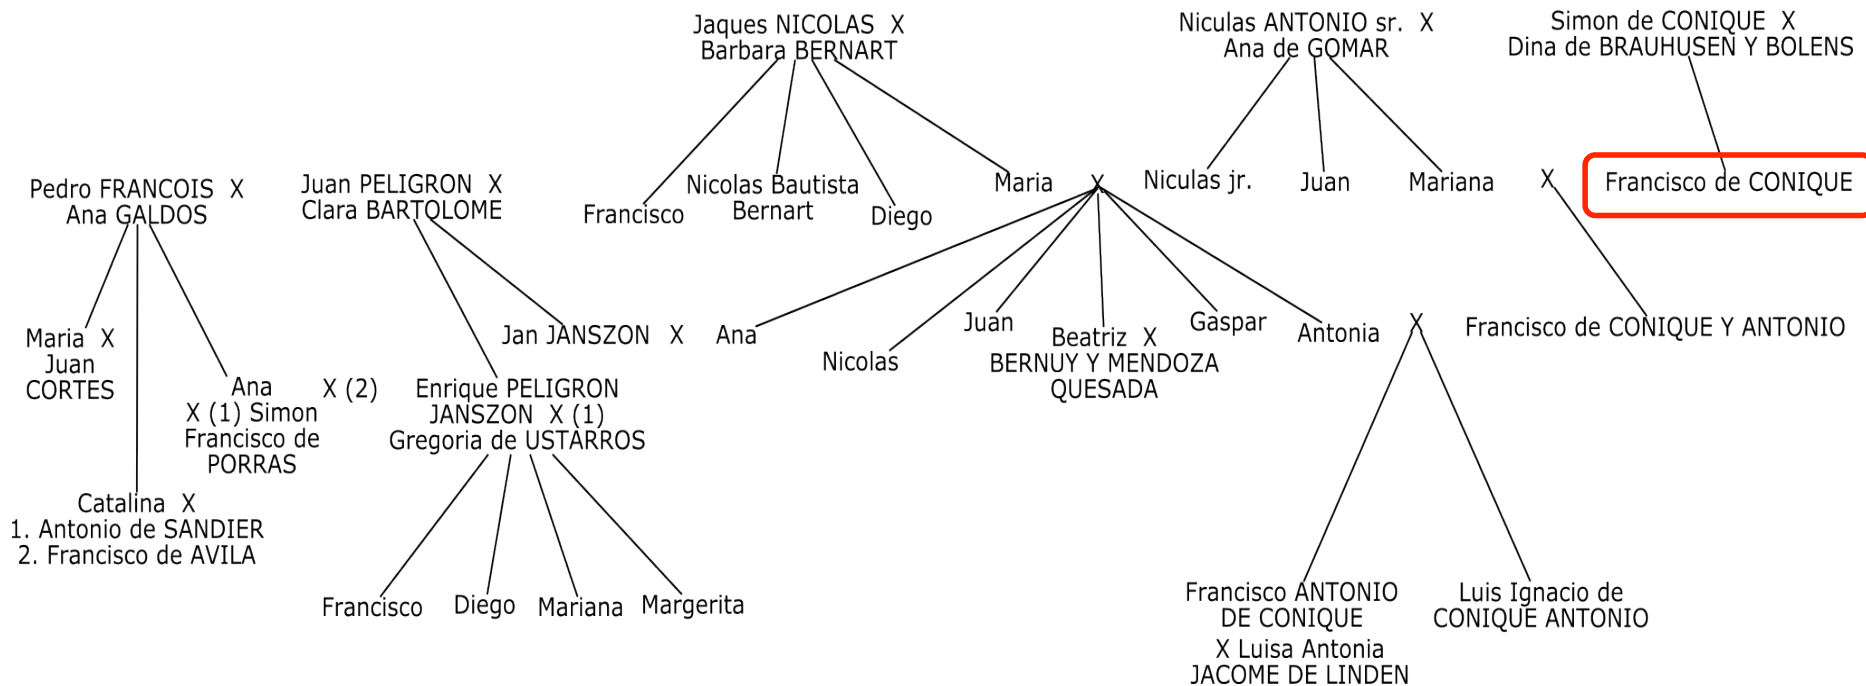 Jaques NICOLAS X
Barbara BERNART
Niculas ANTONIO sr. X
Ana de GOMAR
Simon de CONIQUE X
Dina de BRAUHUSEN Y BOLENS
Pedro FRANCOIS X
Ana GALDOS
Juan PELIGRON X
Clara BARTOLOME
Francisco
Nicolas Bautista
Bernart
Diego
Maria X
Niculas jr.
Juan
Mariana X
Francisco de CONIQUE
Maria X
Juan
CORTES
Jan JANSZON X Ana
Nicolas
Juan
Beatriz X
BERNUY Y MENDOZA
QUESADA
Gaspar
Antonia X
Francisco de CONIQUE Y ANTONIO
Ana X (2)
X (1) Simon
Francisco de
PORRAS
Enrique PELIGRON
JANSZON X (1)
Gregoria de USTARROS
Catalina X
1. Antonio de SANDIER
2. Francisco de AVILA
Francisco
Diego
Mariana
Margerita
Francisco ANTONIO
DE CONIQUE
X Luisa Antonia
JACOME DE LINDEN
Luis Ignacio de
CONIQUE ANTONIO